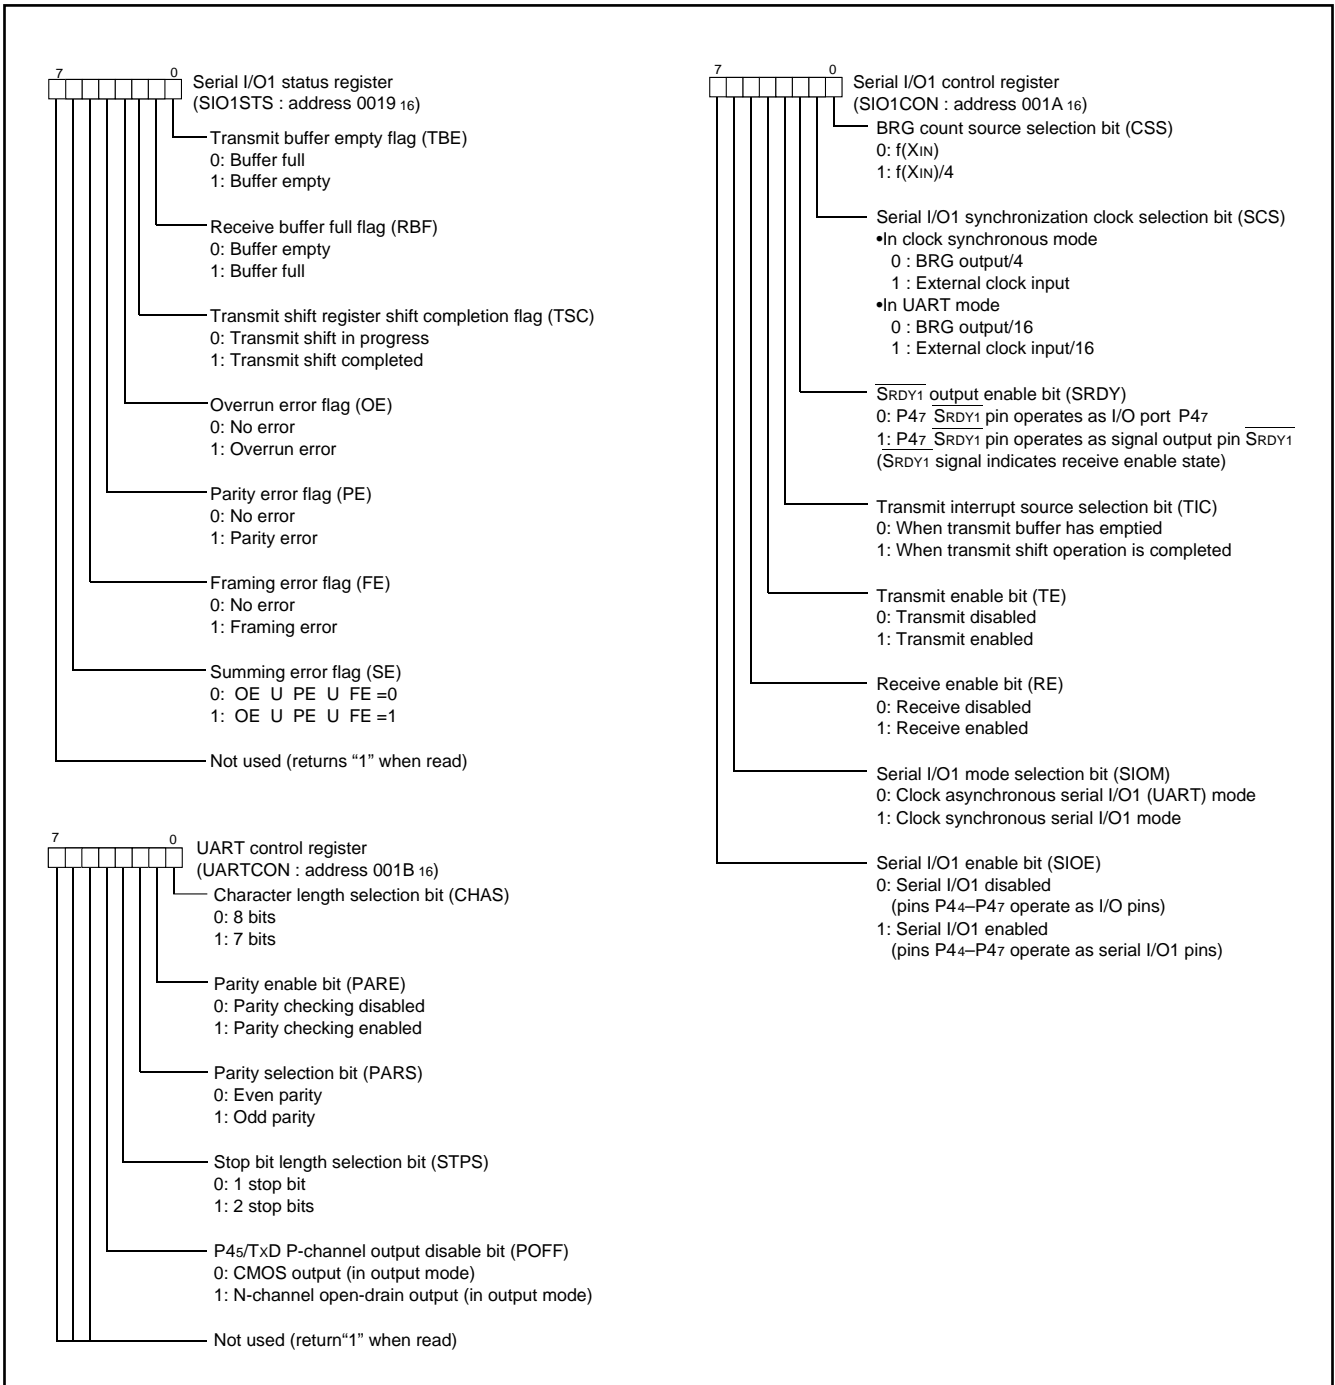 7 0
Serial I/O1 status register
(SIO1STS : address 0019 16)
Transmit buffer empty flag (TBE)
0: Buffer full
1: Buffer empty
Receive buffer full flag (RBF)
0: Buffer empty
1: Buffer full
Transmit shift register shift completion flag (TSC)
0: Transmit shift in progress
1: Transmit shift completed
Overrun error flag (OE)
0: No error
1: Overrun error
Parity error flag (PE)
0: No error
1: Parity error
Framing error flag (FE)
0: No error
1: Framing error
Summing error flag (SE)
0: OE U PE U FE =0
1: OE U PE U FE =1
Not used (returns “1” when read)
7 0
UART control register
(UARTCON : address 001B 16)
Character length selection bit (CHAS)
0: 8 bits
1: 7 bits
Parity enable bit (PARE)
0: Parity checking disabled
1: Parity checking enabled
Parity selection bit (PARS)
0: Even parity
1: Odd parity
Stop bit length selection bit (STPS)
0: 1 stop bit
1: 2 stop bits
P45/TxD P-channel output disable bit (POFF)
0: CMOS output (in output mode)
1: N-channel open-drain output (in output mode)
Not used (return“1” when read)
7 0
Serial I/O1 control register
(SIO1CON : address 001A 16)
BRG count source selection bit (CSS)
0: f(XIN)
1: f(XIN)/4
Serial I/O1 synchronization clock selection bit (SCS)
•In clock synchronous mode
0 : BRG output/4
1 : External clock input
•In UART mode
0 : BRG output/16
1 : External clock input/16
SRDY1 output enable bit (SRDY)
0: P47 SRDY1 pin operates as I/O port P47
1: P47 SRDY1 pin operates as signal output pin SRDY1
(SRDY1 signal indicates receive enable state)
Transmit interrupt source selection bit (TIC)
0: When transmit buffer has emptied
1: When transmit shift operation is completed
Transmit enable bit (TE)
0: Transmit disabled
1: Transmit enabled
Receive enable bit (RE)
0: Receive disabled
1: Receive enabled
Serial I/O1 mode selection bit (SIOM)
0: Clock asynchronous serial I/O1 (UART) mode
1: Clock synchronous serial I/O1 mode
Serial I/O1 enable bit (SIOE)
0: Serial I/O1 disabled
(pins P44–P47 operate as I/O pins)
1: Serial I/O1 enabled
(pins P44–P47 operate as serial I/O1 pins)